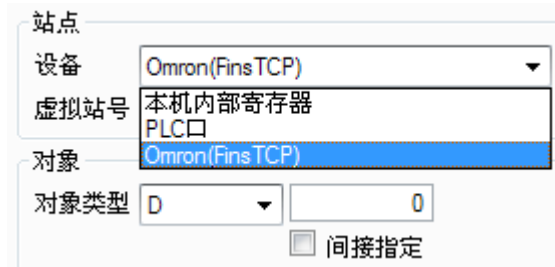 站点
设备 Omron(FinsTCP)
虚拟站号 本机内部寄存器
PLC口
Omron(FinsTCP)
对象
对象类型 D 0
间接指定